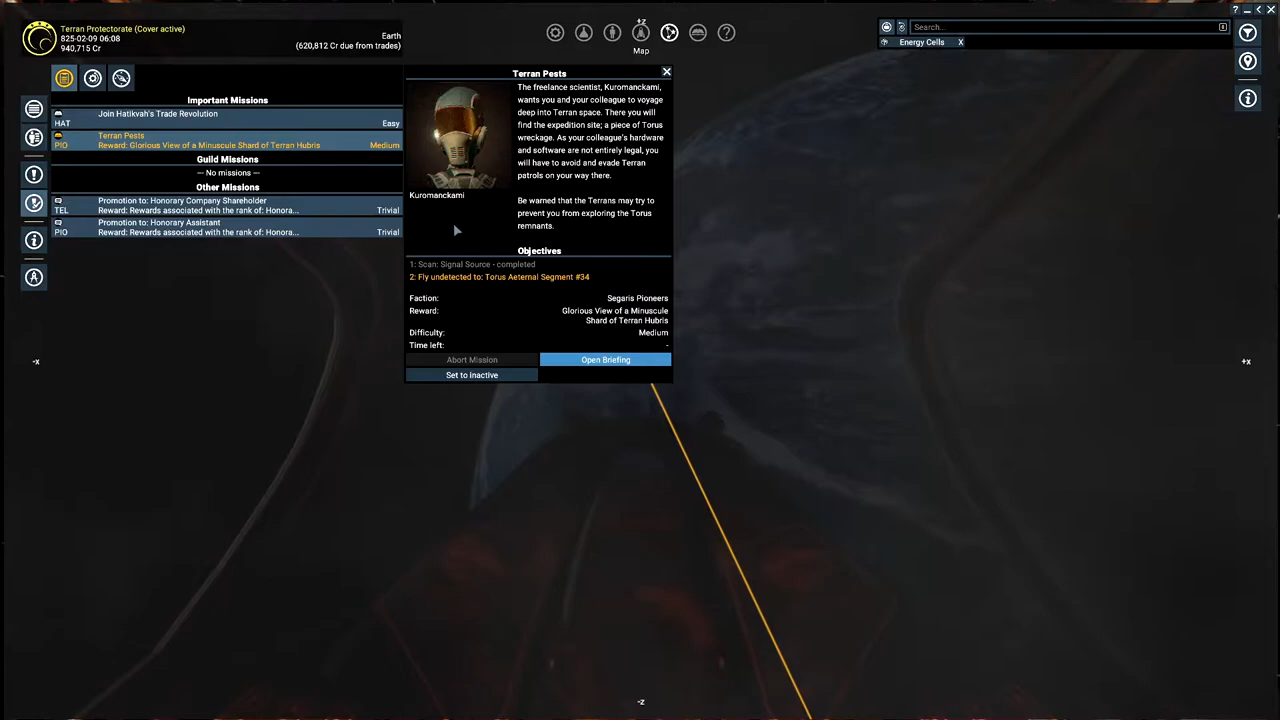 Terran Protectorate (Cover active)
825-02-09 06:08
940,715 Cr
Earth
(620,812 Cr due from trades)
+z
Map
?
Search...
Energy Cells X
Important Missions
Join Hatikvah's Trade Revolution
HAT Easy
Terran Pests
PIO Reward: Glorious View of a Minuscule Shard of Terran Hubris Medium
Guild Missions
--- No missions ---
Other Missions
Promotion to: Honorary Company Shareholder
TEL Reward: Rewards associated with the rank of: Honora... Trivial
Promotion to: Honorary Assistant
PIO Reward: Rewards associated with the rank of: Honora... Trivial
Terran Pests
The freelance scientist, Kuromanckami,
wants you and your colleague to voyage
deep into Terran space. There you will
find the expedition site; a piece of Torus
wreckage. As your colleague's hardware
and software are not entirely legal, you
will have to avoid and evade Terran
patrols on your way there.
Kuromanckami
Be warned that the Terrans may try to
prevent you from exploring the Torus
remnants.
Objectives
1: Scan: Signal Source - completed
2: Fly undetected to: Torus Aeternal Segment #34
Faction: Segaris Pioneers
Reward: Glorious View of a Minuscule
Shard of Terran Hubris
Difficulty: Medium
Time left: -
Abort Mission Open Briefing
Set to Inactive
-x
+x
-z